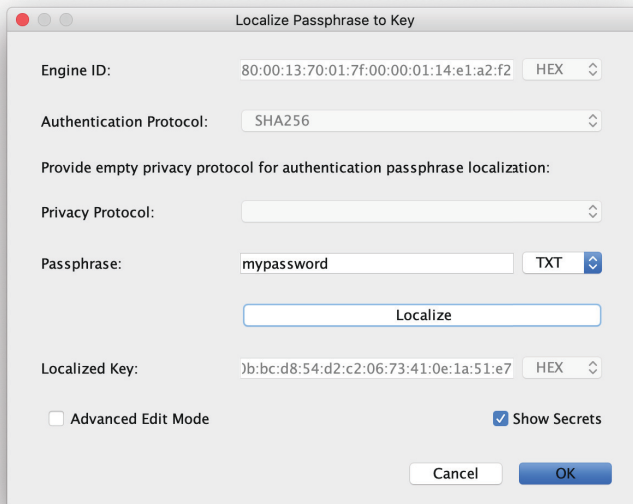 Localize Passphrase to Key
Engine ID: 80:00:13:70:01:7f:00:00:01:14:e1:a2:f2 HEX
Authentication Protocol: SHA256
Provide empty privacy protocol for authentication passphrase localization:
Privacy Protocol:
Passphrase: mypassword TXT
Localize
Localized Key: b:bc:d8:54:d2:c2:06:73:41:0e:1a:51:e7 HEX
Advanced Edit Mode Show Secrets
Cancel OK